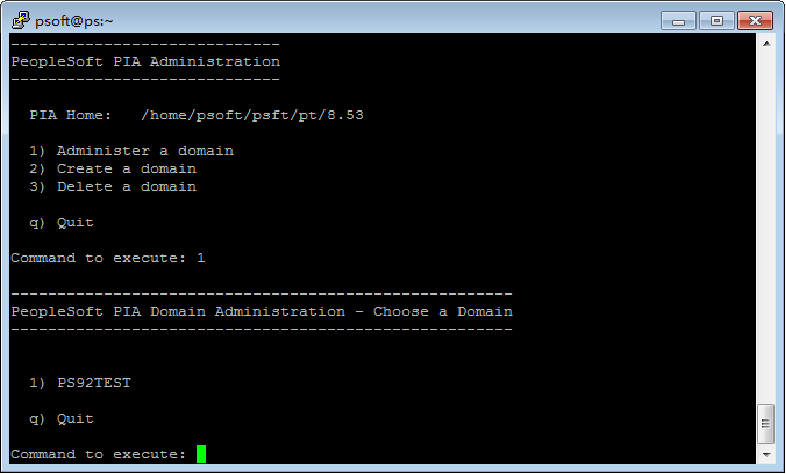 psoft@ps:~
-----------------------------
PeopleSoft PIA Administration
-----------------------------
PIA Home:   /home/psoft/psft/pt/8.53
1) Administer a domain
2) Create a domain
3) Delete a domain
q) Quit
Command to execute: 1
------------------------------------------------------
PeopleSoft PIA Domain Administration - Choose a Domain
------------------------------------------------------
1) PS92TEST
q) Quit
Command to execute: